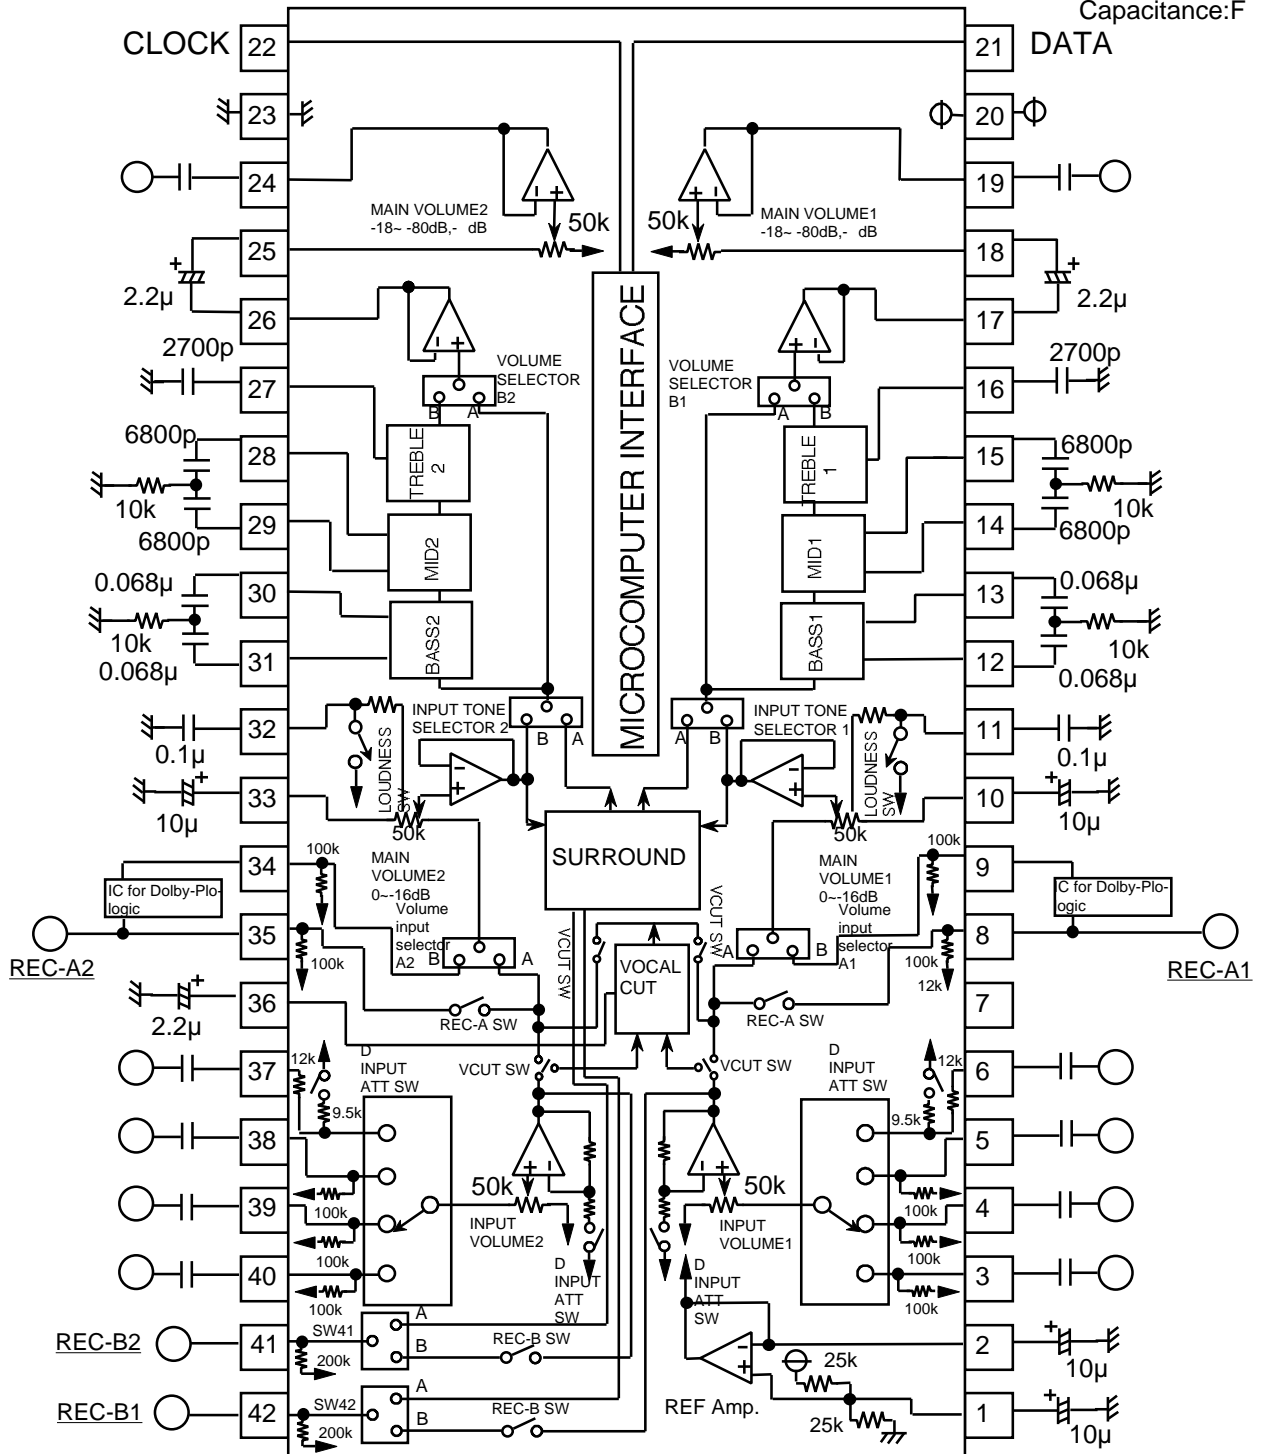 Capacitance:F
CLOCK 22 21 DATA
23 20
24 19
MAIN VOLUME2
-18~ -80dB,- dB
50k 50k
MAIN VOLUME1
-18~ -80dB,- dB
25 18
+ 2.2µ + 2.2µ
26 17
2700p 2700p
VOLUME
SELECTOR
B2
VOLUME
SELECTOR
B1
27 16
B A A B
6800p 6800p
28 15
TREBLE
2
TREBLE
1
10k 10k
29 14
6800p 6800p
MID2 MID1
MICROCOMPUTER INTERFACE
0.068µ 0.068µ
30 13
10k 10k
BASS2 BASS1
31 12
0.068µ 0.068µ
INPUT TONE
SELECTOR 2
INPUT TONE
SELECTOR 1
B A A B
32 11
0.1µ 0.1µ
LOUDNESS
SW
LOUDNESS
SW
33 10
+ 10µ + 10µ
50k 50k
SURROUND
100k 100k
34 9
MAIN
VOLUME2
0~-16dB
MAIN
VOLUME1
0~-16dB
IC for Dolby-Plo-
logic
IC for Dolby-Plo-
ogic
Volume
input
selector
A2
Volume
input
selector
A1
VCUT SW VCUT SW
B A A B
35 8
100k 100k
12k
REC-A2 REC-A1
VOCAL
CUT
36 7
+ 2.2µ
REC-A SW REC-A SW
37 6
12k 12k
D
INPUT
ATT SW
D
INPUT
ATT SW
VCUT SW VCUT SW
9.5k 9.5k
38 5
100k 100k
50k 50k
39 4
INPUT
VOLUME2
INPUT
VOLUME1
100k 100k
40 3
100k 100k
D
INPUT
ATT
SW
D
INPUT
ATT
SW
REC-B2 41 SW41 A B REC-B SW
200k
2 + 10µ
REF Amp. 25k
25k
REC-B1 42 SW42 A B REC-B SW
200k
1 + 10µ